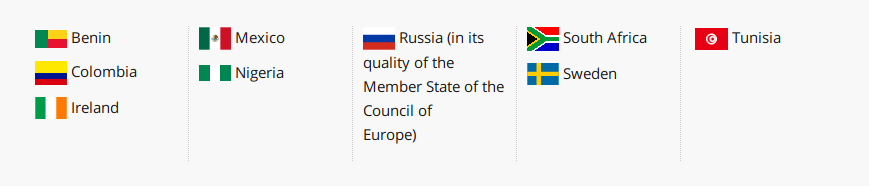 Benin
Colombia
Ireland
Mexico
Nigeria
Russia (in its
quality of the
Member State of the
Council of
Europe)
South Africa
Sweden
Tunisia